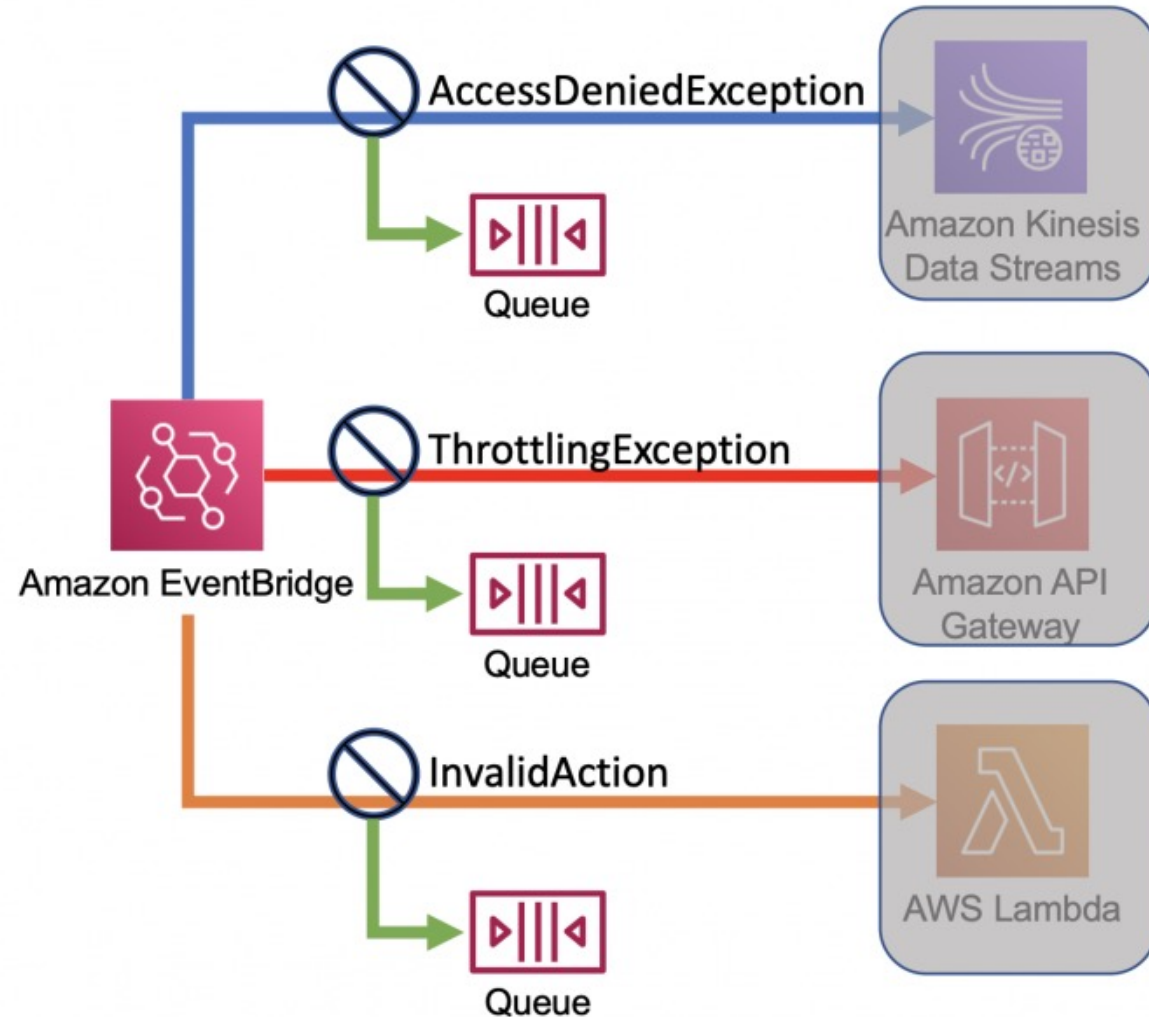 AccessDeniedException
Amazon Kinesis
Data Streams
Queue
ThrottlingException
Amazon EventBridge
Amazon API
Gateway
</>
Queue
InvalidAction
AWS Lambda
Queue